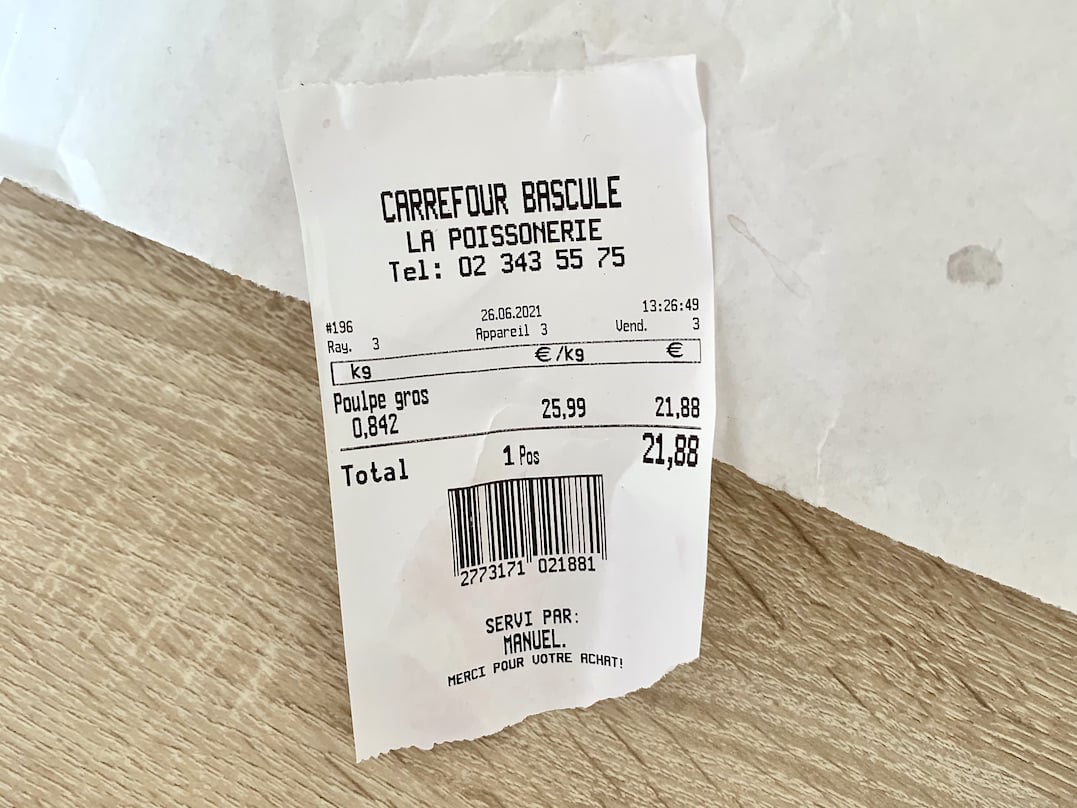 CARREFOUR BASCULE
LA POISSONERIE
Tel: 02 343 55 75
#196 26.06.2021 13:26:49
Ray. 3 Appareil 3 Vend. 3
kg €/kg €
Poulpe gros
0,842 25,99 21,88
Total 1 Pos 21,88
2773171 021881
SERVI PAR:
MANUEL.
MERCI POUR VOTRE ACHAT!